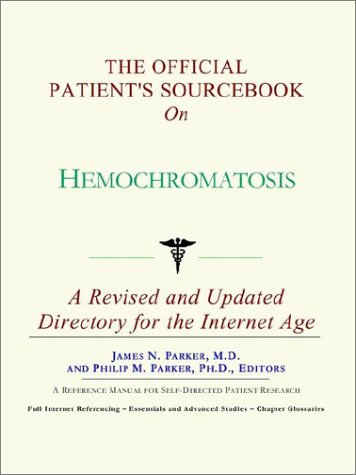 THE OFFICIAL
PATIENT'S SOURCEBOOK
On
HEMOCHROMATOSIS
A Revised and Updated
Directory for the Internet Age
JAMES N. PARKER, M.D.
AND PHILIP M. PARKER, PH.D., EDITORS
A REFERENCE MANUAL FOR SELF-DIRECTED PATIENT RESEARCH
Full Internet Referencing – Essentials and Advanced Studies – Chapter Glossaries